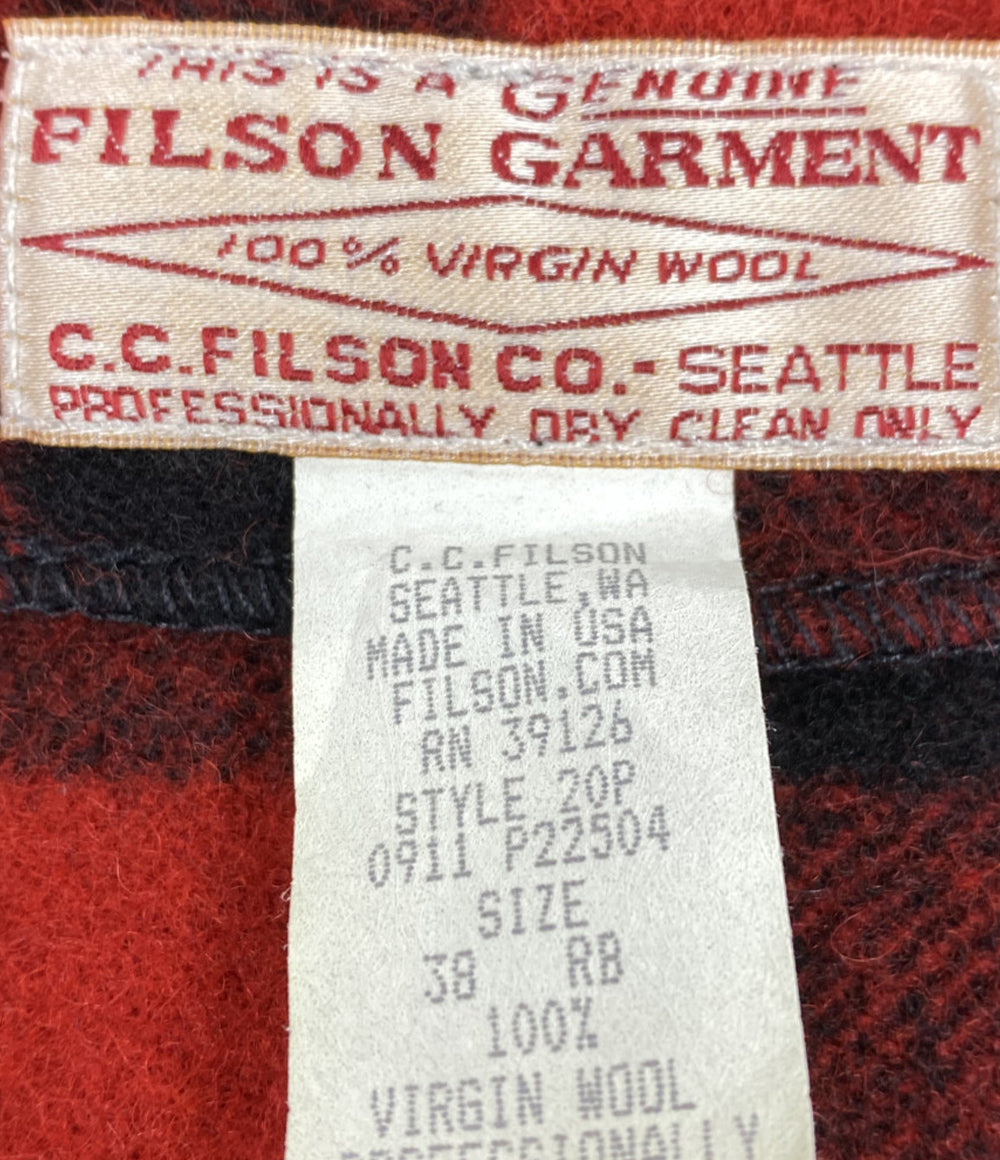 THIS IS A GENUINE
FILSON GARMENT
100% VIRGIN WOOL
C.C.FILSON CO.- SEATTLE
PROFESSIONALLY DRY CLEAN ONLY
C.C.FILSON
SEATTLE,WA
MADE IN USA
FILSON.COM
RN 39126
STYLE 20P
0911 P22504
SIZE
38 RB
100%
VIRGIN WOOL
PROFESSIONALLY